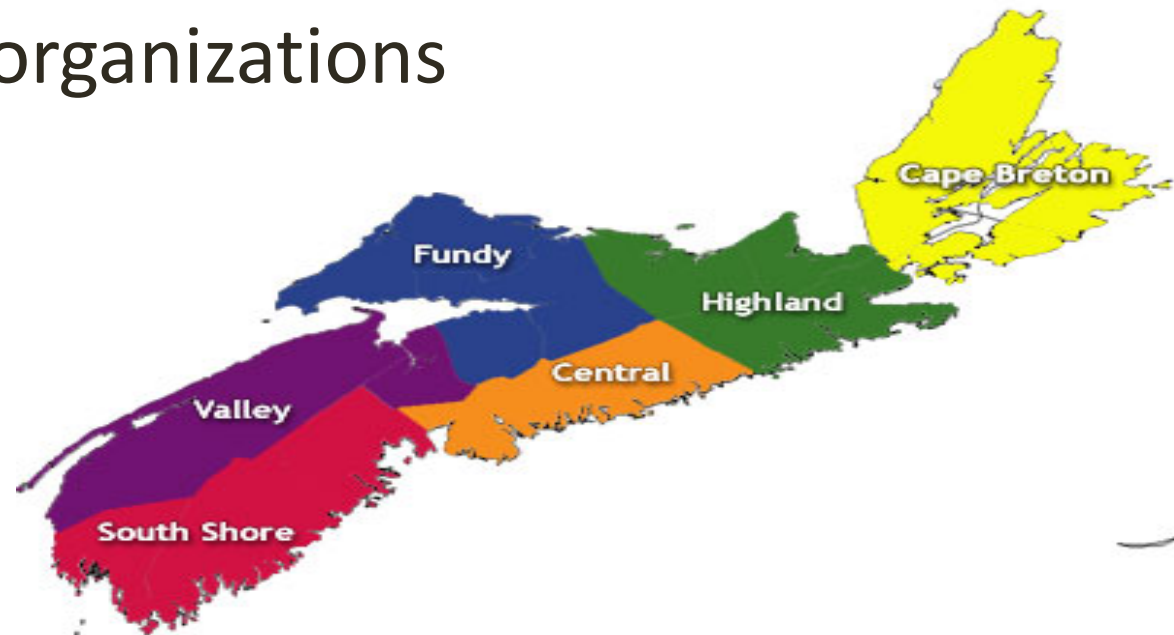 organizations
Cape Breton
Fundy
Highland
Central
Valley
South Shore